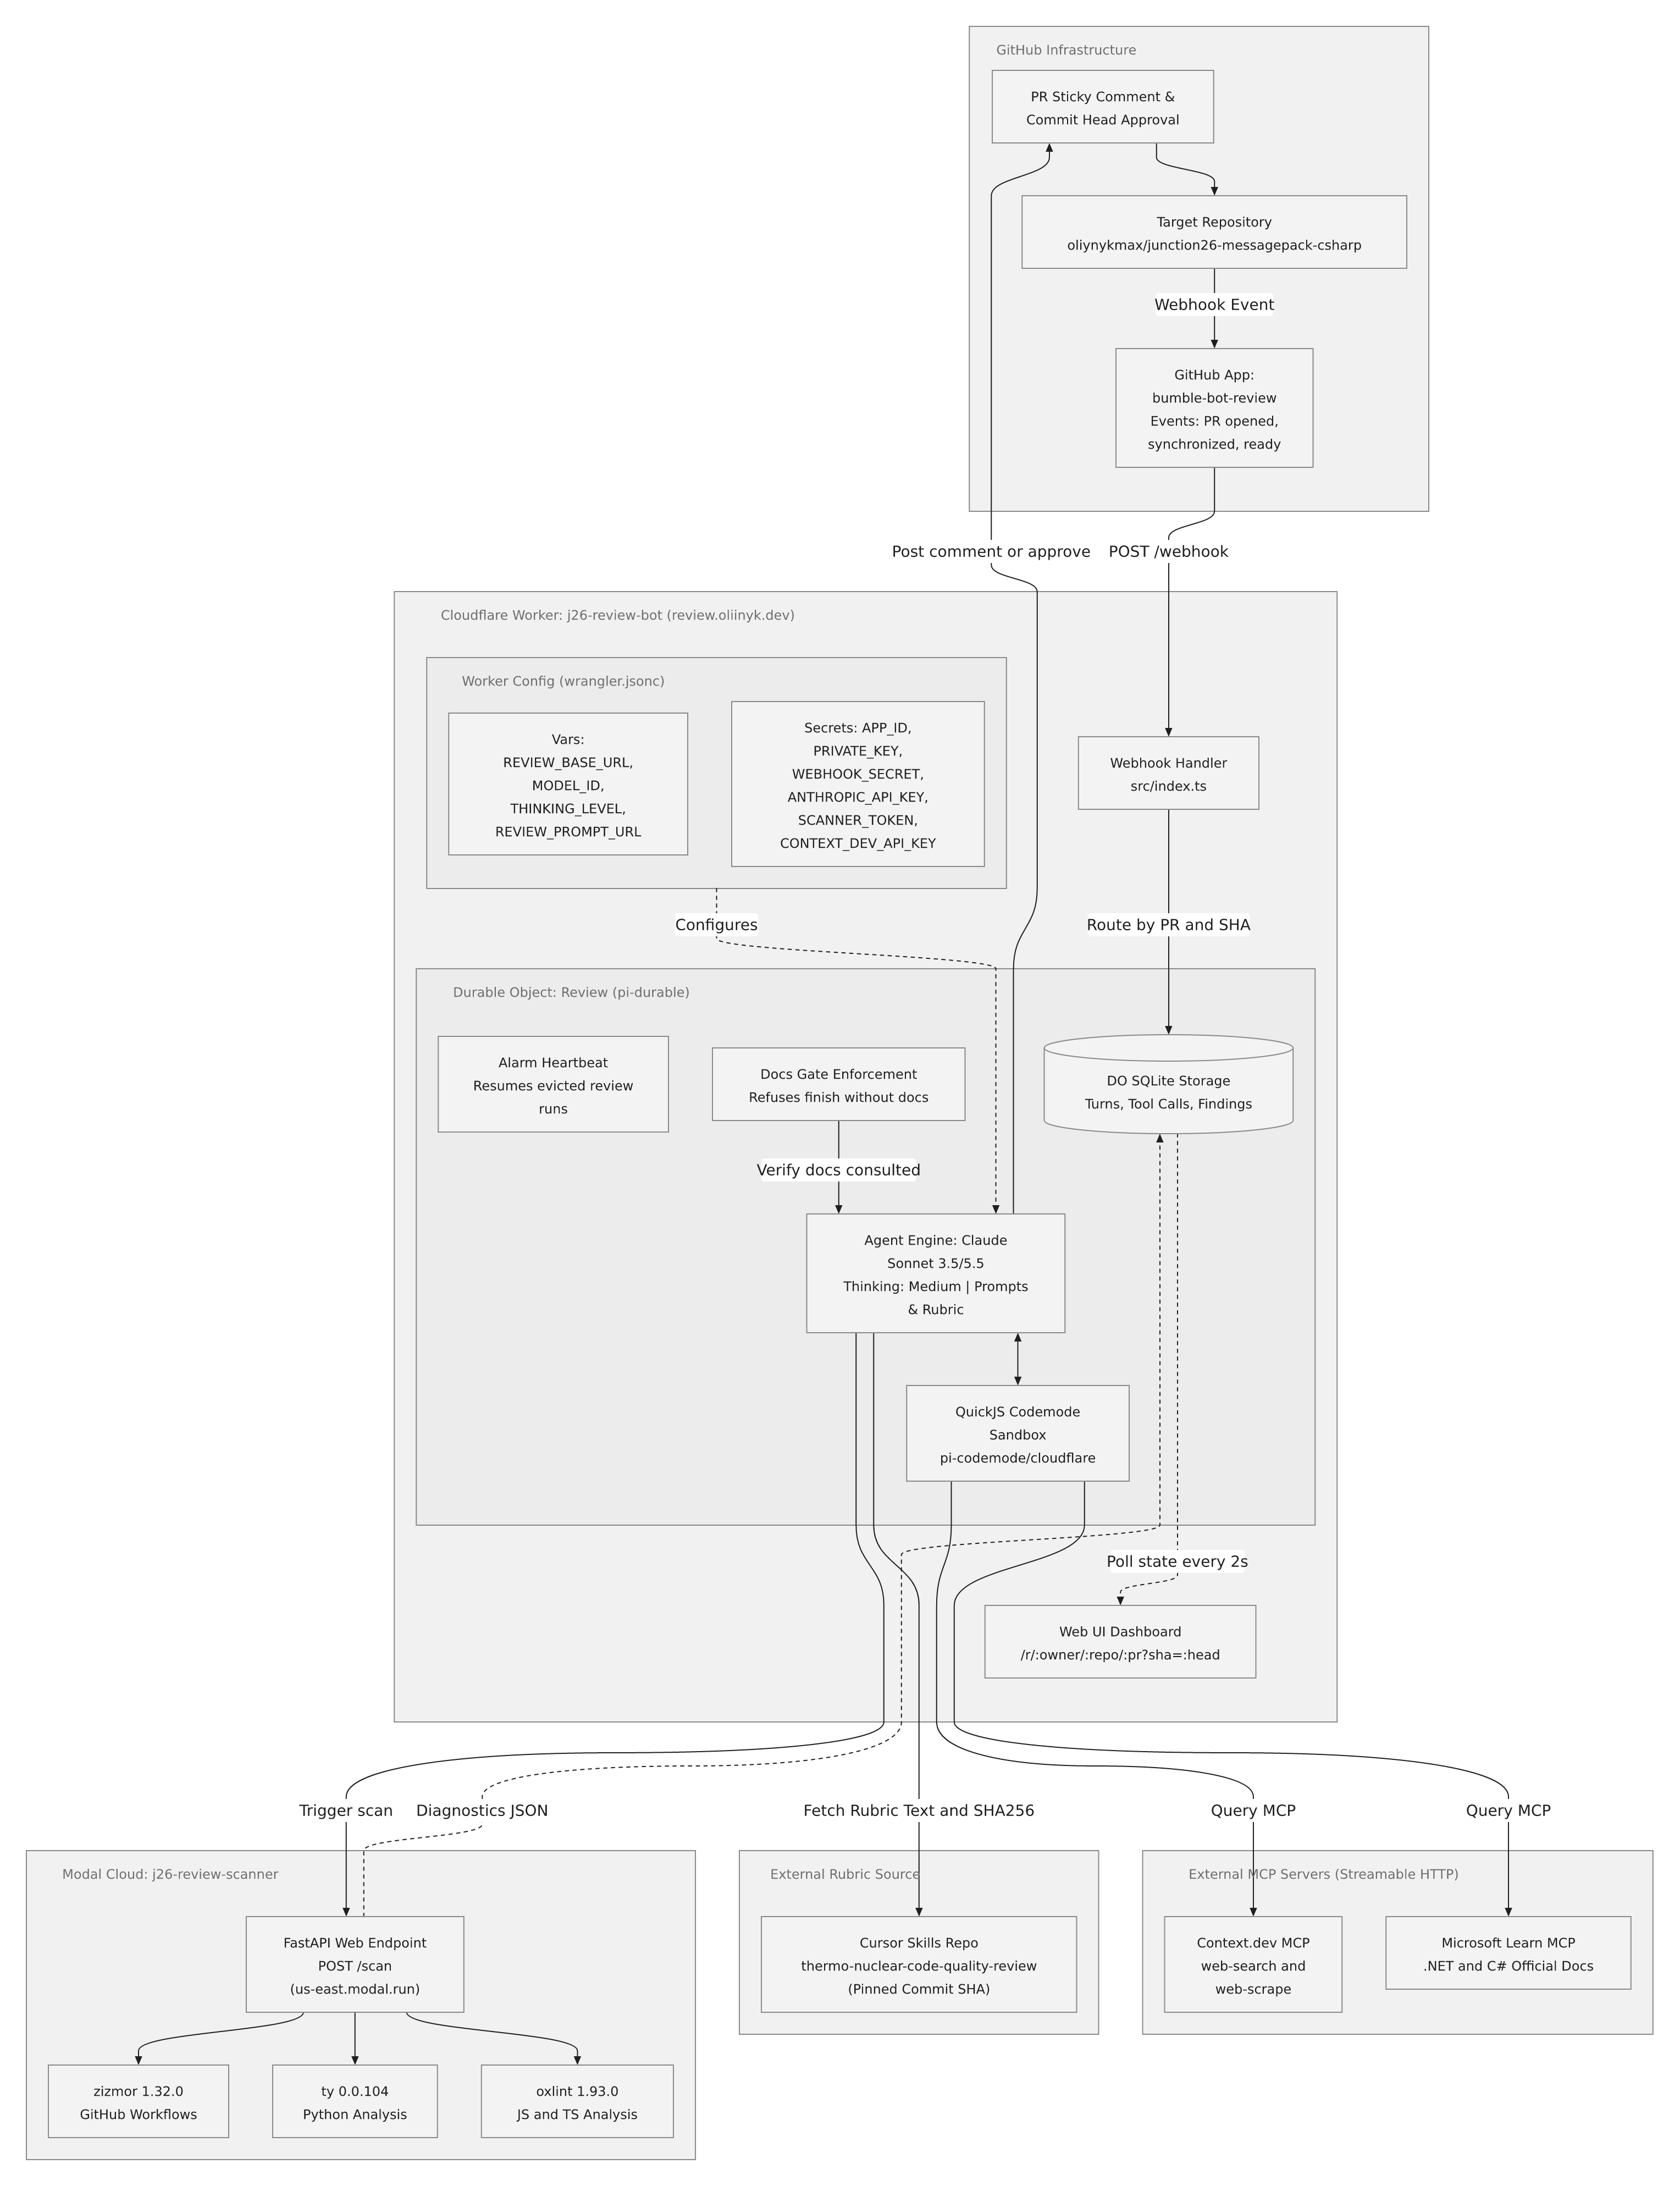 GitHub Infrastructure
PR Sticky Comment &
Commit Head Approval
Target Repository
oliynykmax/junction26-messagepack-csharp
Webhook Event
GitHub App:
bumble-bot-review
Events: PR opened,
synchronized, ready
Post comment or approve
POST /webhook
Cloudflare Worker: j26-review-bot (review.oliinyk.dev)
Worker Config (wrangler.jsonc)
Vars:
REVIEW_BASE_URL,
MODEL_ID,
THINKING_LEVEL,
REVIEW_PROMPT_URL
Secrets: APP_ID,
PRIVATE_KEY,
WEBHOOK_SECRET,
ANTHROPIC_API_KEY,
SCANNER_TOKEN,
CONTEXT_DEV_API_KEY
Webhook Handler
src/index.ts
Configures
Route by PR and SHA
Durable Object: Review (pi-durable)
Alarm Heartbeat
Resumes evicted review
runs
Docs Gate Enforcement
Refuses finish without docs
DO SQLite Storage
Turns, Tool Calls, Findings
Verify docs consulted
Agent Engine: Claude
Sonnet 3.5/5.5
Thinking: Medium | Prompts
& Rubric
QuickJS Codemode
Sandbox
pi-codemode/cloudflare
Poll state every 2s
Web UI Dashboard
/r/:owner/:repo/:pr?sha=:head
Trigger scan
Diagnostics JSON
Fetch Rubric Text and SHA256
Query MCP
Query MCP
Modal Cloud: j26-review-scanner
FastAPI Web Endpoint
POST /scan
(us-east.modal.run)
zizmor 1.32.0
GitHub Workflows
ty 0.0.104
Python Analysis
oxlint 1.93.0
JS and TS Analysis
External Rubric Source
Cursor Skills Repo
thermo-nuclear-code-quality-review
(Pinned Commit SHA)
External MCP Servers (Streamable HTTP)
Context.dev MCP
web-search and
web-scrape
Microsoft Learn MCP
.NET and C# Official Docs